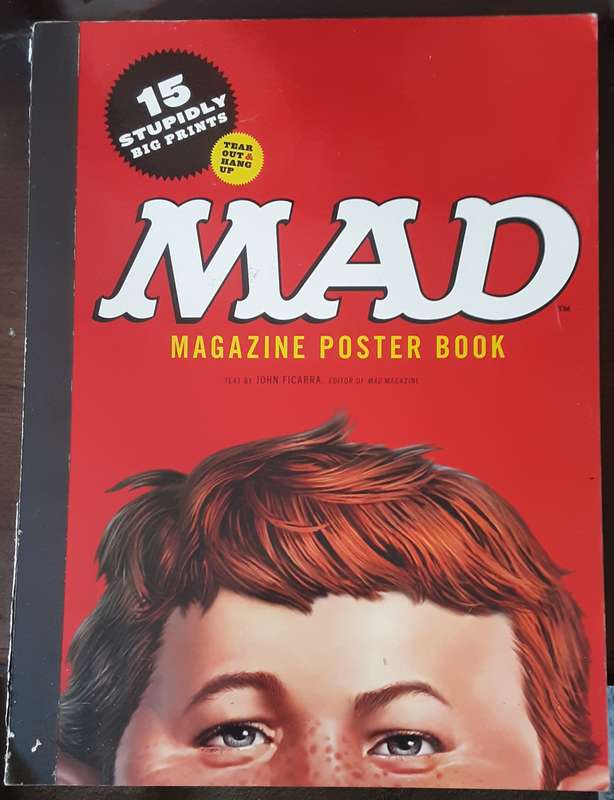 15
STUPIDLY
BIG PRINTS
TEAR
OUT &
HANG
UP
MAD
TM
MAGAZINE POSTER BOOK
TEXT BY JOHN FICARRA, EDITOR OF MAD MAGAZINE